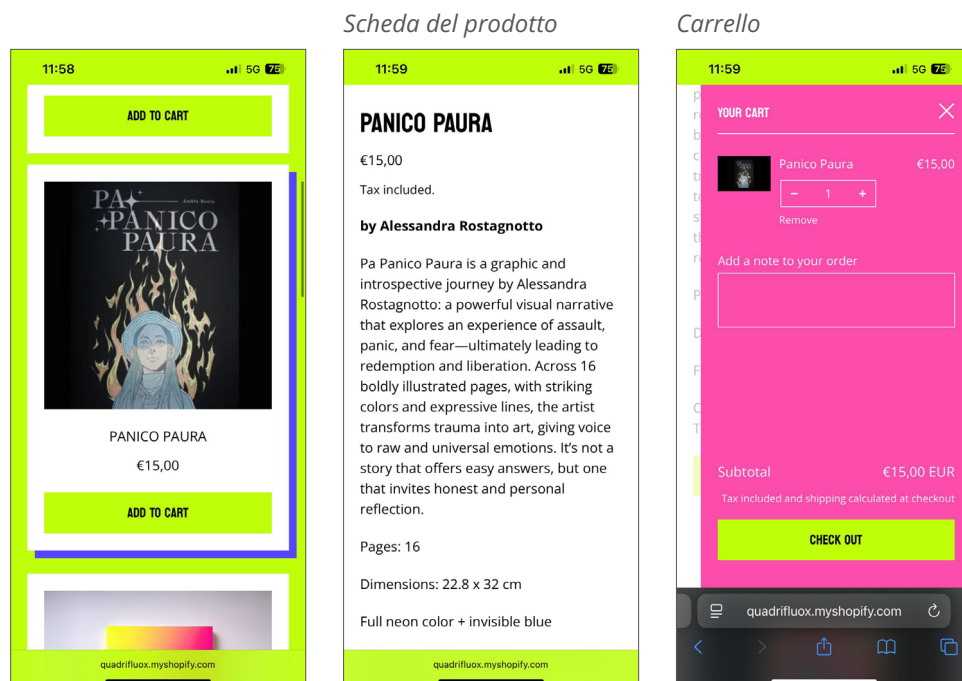 Scheda del prodotto
Carrello
11:58
5G 75
ADD TO CART
PA
PANICO
PAURA
PANICO PAURA
€15,00
ADD TO CART
quadrifluox.myshopify.com
11:59
5G 75
PANICO PAURA
€15,00
Tax included.
by Alessandra Rostagnotto
Pa Panico Paura is a graphic and
introspective journey by Alessandra
Rostagnotto: a powerful visual narrative
that explores an experience of assault,
panic, and fear—ultimately leading to
redemption and liberation. Across 16
boldly illustrated pages, with striking
colors and expressive lines, the artist
transforms trauma into art, giving voice
to raw and universal emotions. It's not a
story that offers easy answers, but one
that invites honest and personal
reflection.
Pages: 16
Dimensions: 22.8 x 32 cm
Full neon color + invisible blue
quadrifluox.myshopify.com
11:59
5G 75
YOUR CART
Panico Paura €15,00
− 1 +
Remove
Add a note to your order
Subtotal €15,00 EUR
Tax included and shipping calculated at checkout
CHECK OUT
quadrifluox.myshopify.com